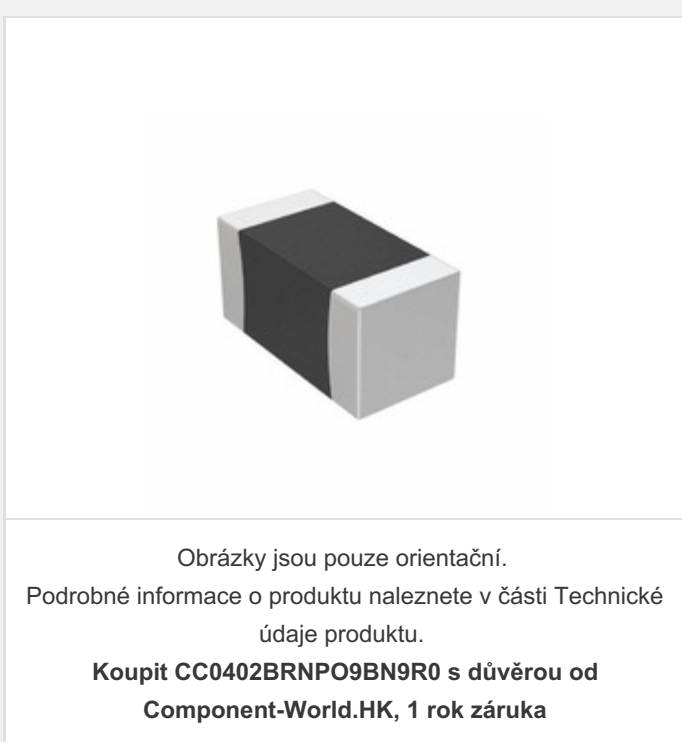 Obrázky jsou pouze orientační.
Podrobné informace o produktu naleznete v části Technické
údaje produktu.
Koupit CC0402BRNPO9BN9R0 s důvěrou od
Component-World.HK, 1 rok záruka